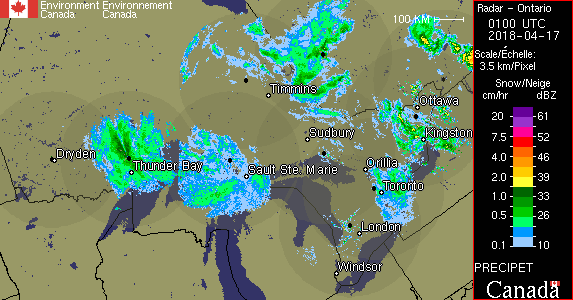 Environment Environnement
Canada Canada
100 KM
Timmins
Ottawa
Sudbury
Kingston
Dryden
Thunder Bay
Sault Ste. Marie
Orillia
Toronto
London
Windsor
Radar - Ontario
0100 UTC
2018-04-17
Scale/Échelle:
3.5 km/Pixel
Snow/Neige
cm/hr dBZ
20 61
7.5 52
4.0 46
2.0 39
1.0 33
0.5 26
0.1 10
PRECIPET
Canada